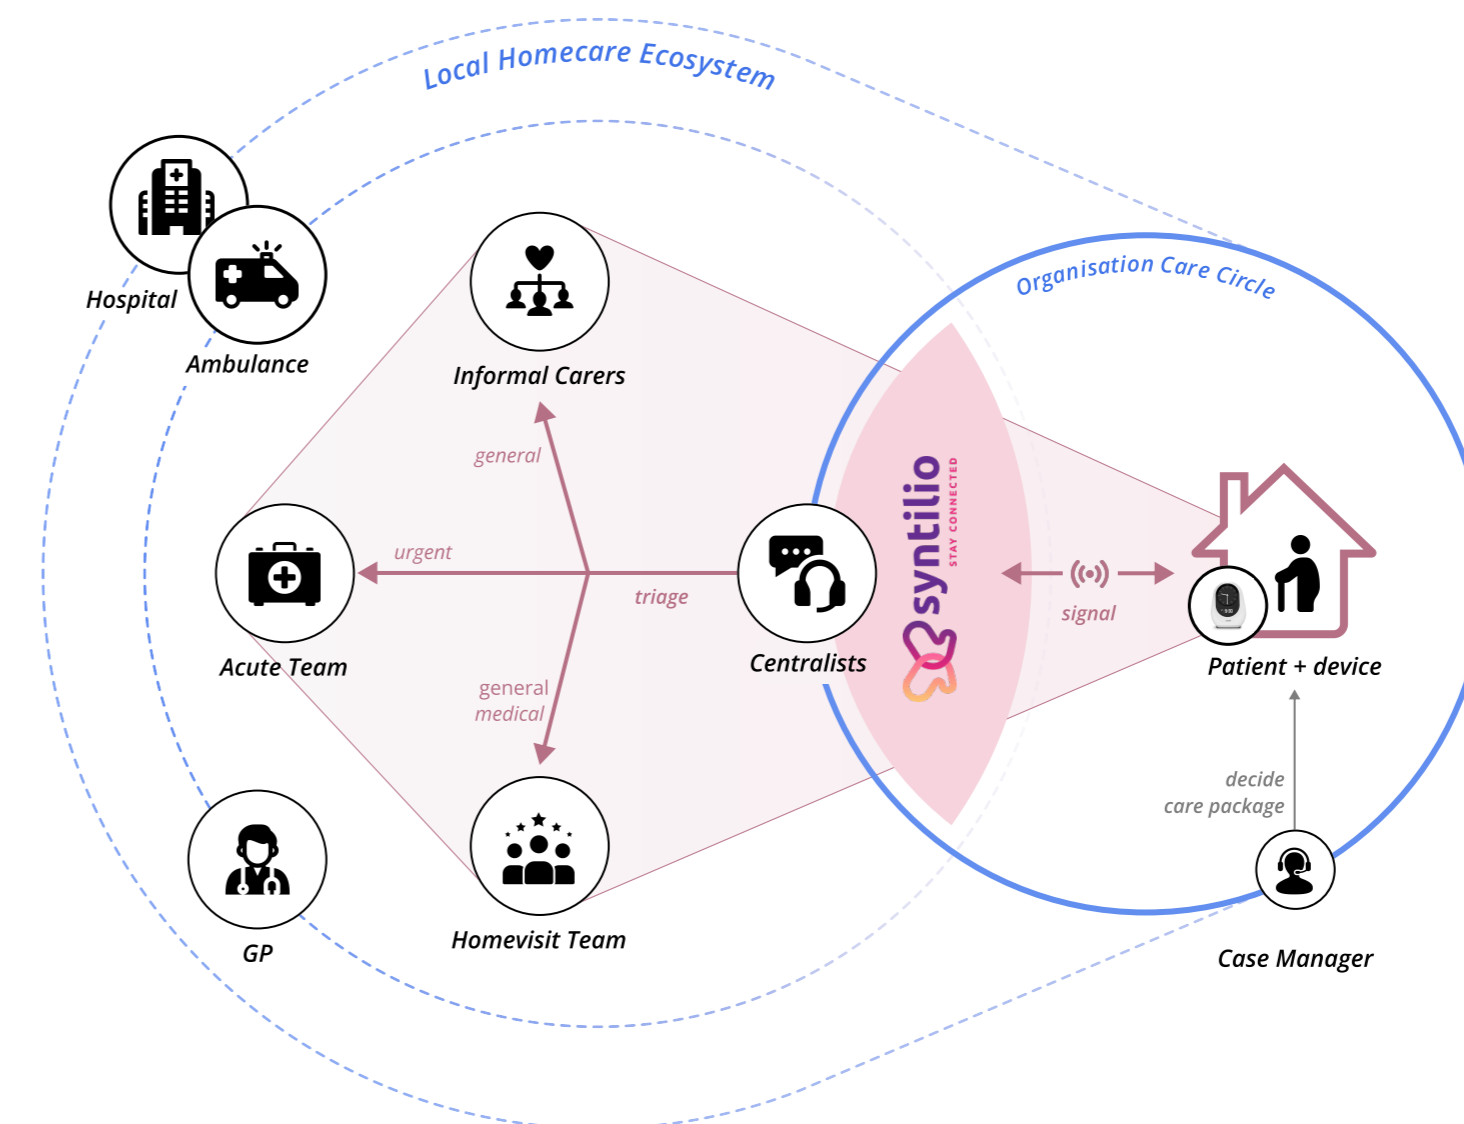 Local Homecare Ecosystem
Organisation Care Circle
Hospital
Ambulance
Informal Carers
general
urgent
triage
Acute Team
general
medical
Centralists
syntilio
STAY CONNECTED
signal
Patient + device
decide
care package
GP
Homevisit Team
Case Manager